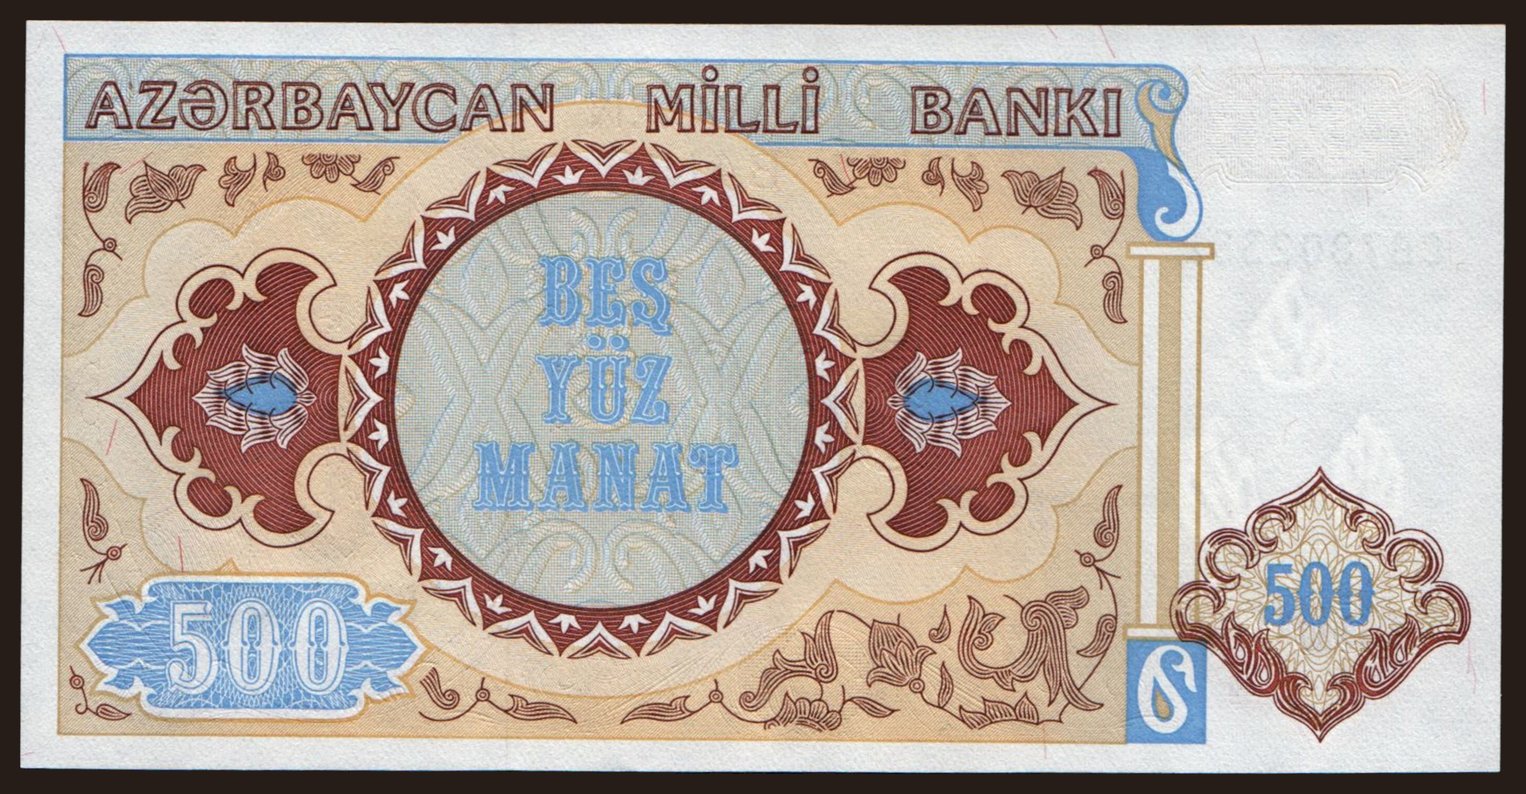 AZƏRBAYCAN MİLLİ BANKI
BEŞ
YÜZ
MANAT
500
500